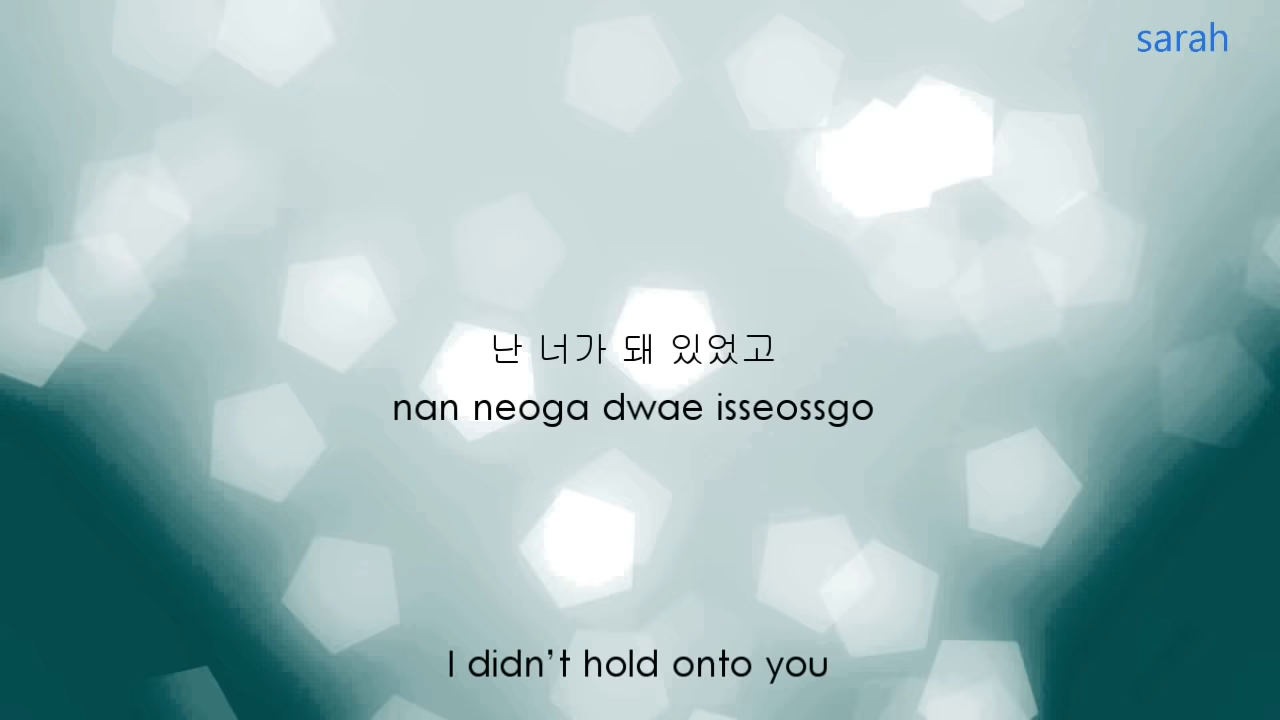 sarah
난 너가 돼 있었고
nan neoga dwae isseossgo
I didn't hold onto you